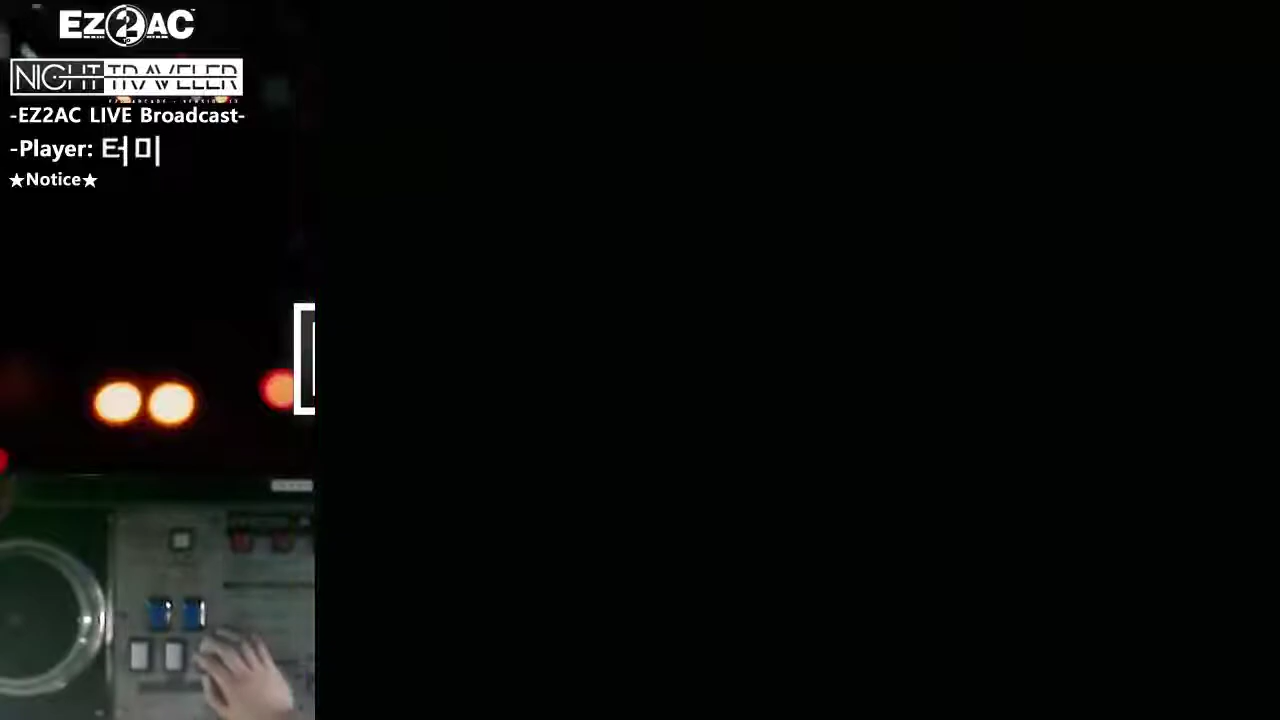 EZ2AC
NIGHT TRAVELER
-EZ2AC LIVE Broadcast-
-Player: 터미
★Notice★